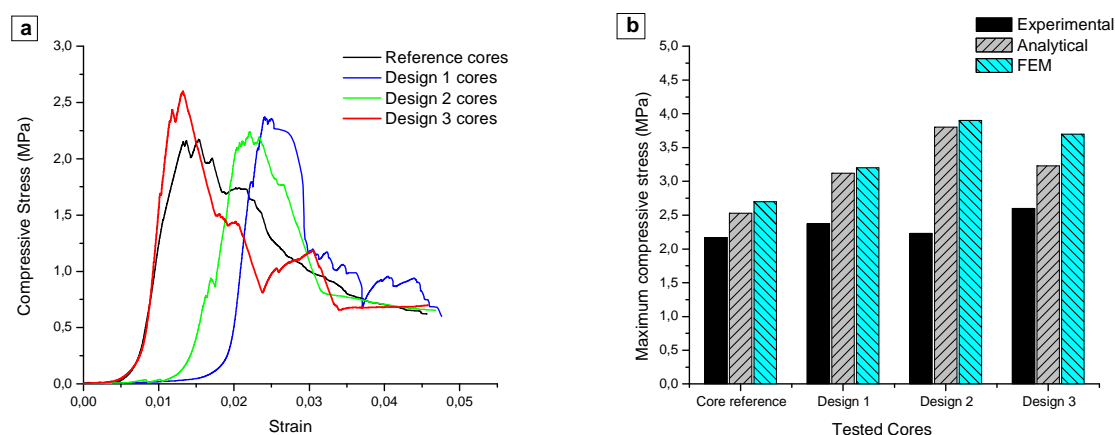 a
3,0
2,5
2,0
1,5
1,0
0,5
0,0
0,00
0,01
0,02
0,03
0,04
0,05
Compressive Stress (MPa)
Strain
Reference cores
Design 1 cores
Design 2 cores
Design 3 cores
b
5,0
4,5
4,0
3,5
3,0
2,5
2,0
1,5
1,0
0,5
0,0
Maximum compressive stress (MPa)
Core reference
Design 1
Design 2
Design 3
Tested Cores
Experimental
Analytical
FEM